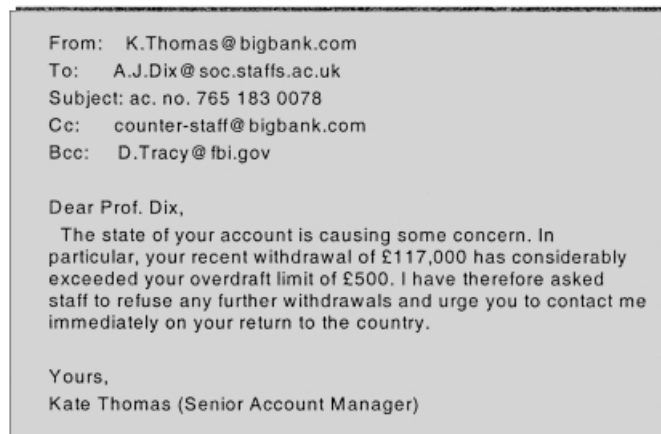 From: K.Thomas@bigbank.com
To: A.J.Dix@soc.staffs.ac.uk
Subject: ac. no. 765 183 0078
Cc: counter-staff@bigbank.com
Bcc: D.Tracy@fbi.gov
Dear Prof. Dix,
The state of your account is causing some concern. In
particular, your recent withdrawal of £117,000 has considerably
exceeded your overdraft limit of £500. I have therefore asked
staff to refuse any further withdrawals and urge you to contact me
immediately on your return to the country.
Yours,
Kate Thomas (Senior Account Manager)